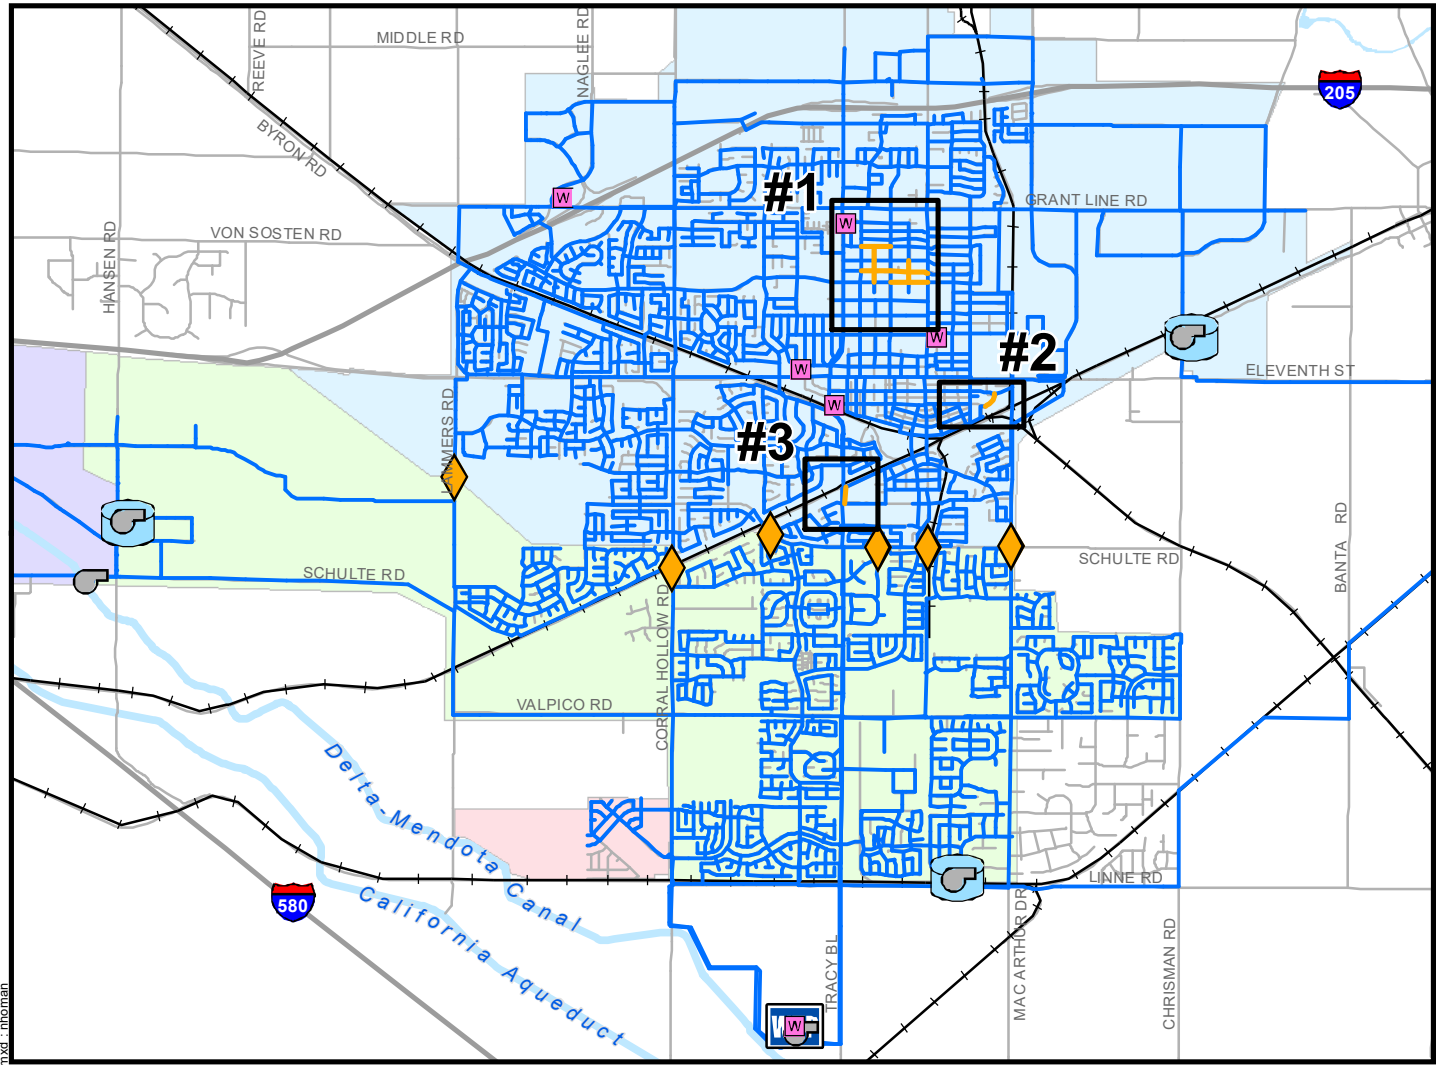 REEVE RD
MIDDLE RD
NAGLEE RD
205
BYRON RD
W
#1
GRANT LINE RD
W
VON SOSTEN RD
HANSEN RD
#2
W
W
ELEVENTH ST
LAMMERS RD
W
#3
BANTA RD
SCHULTE RD
SCHULTE RD
CORRAL HOLLOW RD
VALPICO RD
Delta-Mendota Canal
LINNE RD
580
California Aqueduct
MAC ARTHUR DR
CHRISMAN RD
TRACY BL
W
mxd : nhoman